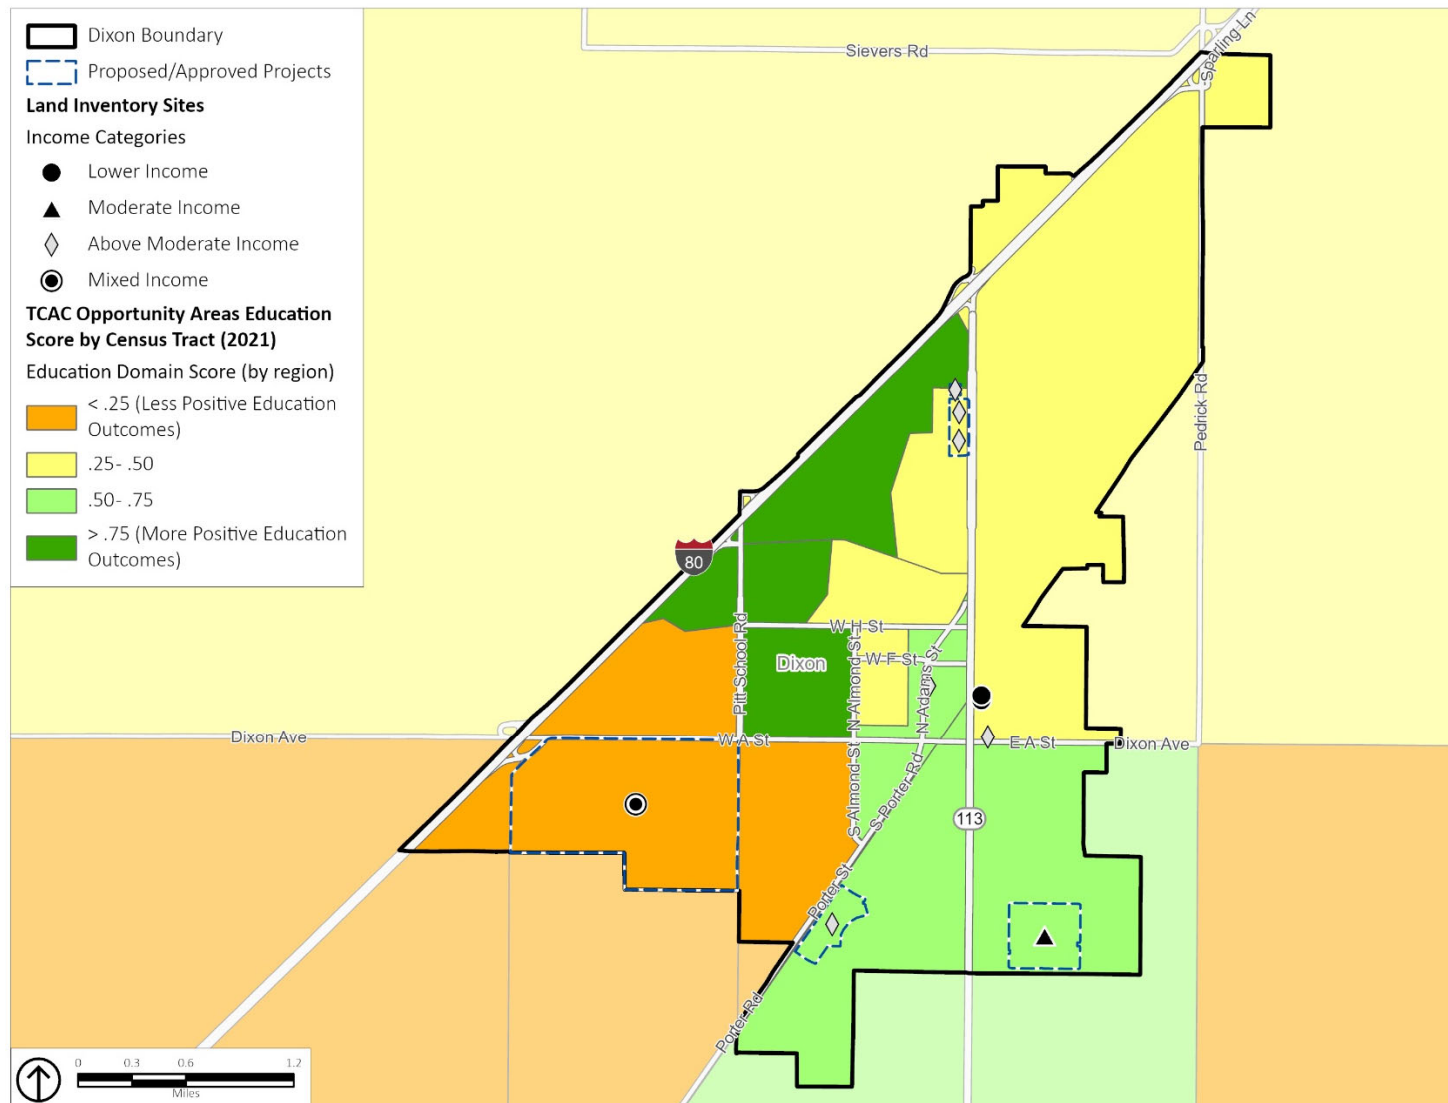 Dixon Boundary
Proposed/Approved Projects
Land Inventory Sites
Income Categories
Lower Income
Moderate Income
Above Moderate Income
Mixed Income
TCAC Opportunity Areas Education
Score by Census Tract (2021)
Education Domain Score (by region)
< .25 (Less Positive Education
Outcomes)
.25- .50
.50- .75
> .75 (More Positive Education
Outcomes)
Sievers Rd
Sparling Ln
Pedrick Rd
80
Pitt School Rd
W H St
Dixon
W F St
N Almond St
N Adams St
Dixon Ave
W A St
E A St
Dixon Ave
S Almond St
S Porter Rd
113
Porter St
Porter Rd
0 0.3 0.6 1.2
Miles